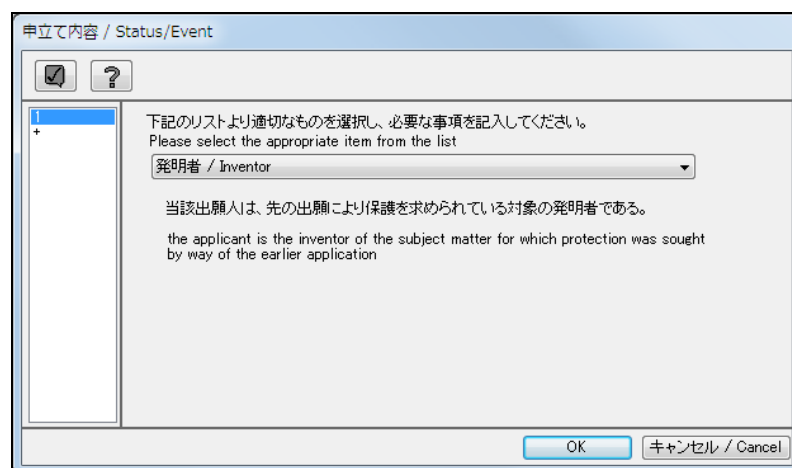 申立て内容 / Status/Event
?
1
+
下記のリストより適切なものを選択し、必要な事項を記入してください。
Please select the appropriate item from the list
発明者 / Inventor
当該出願人は、先の出願により保護を求められている対象の発明者である。
the applicant is the inventor of the subject matter for which protection was sought
by way of the earlier application
OK
キャンセル / Cancel